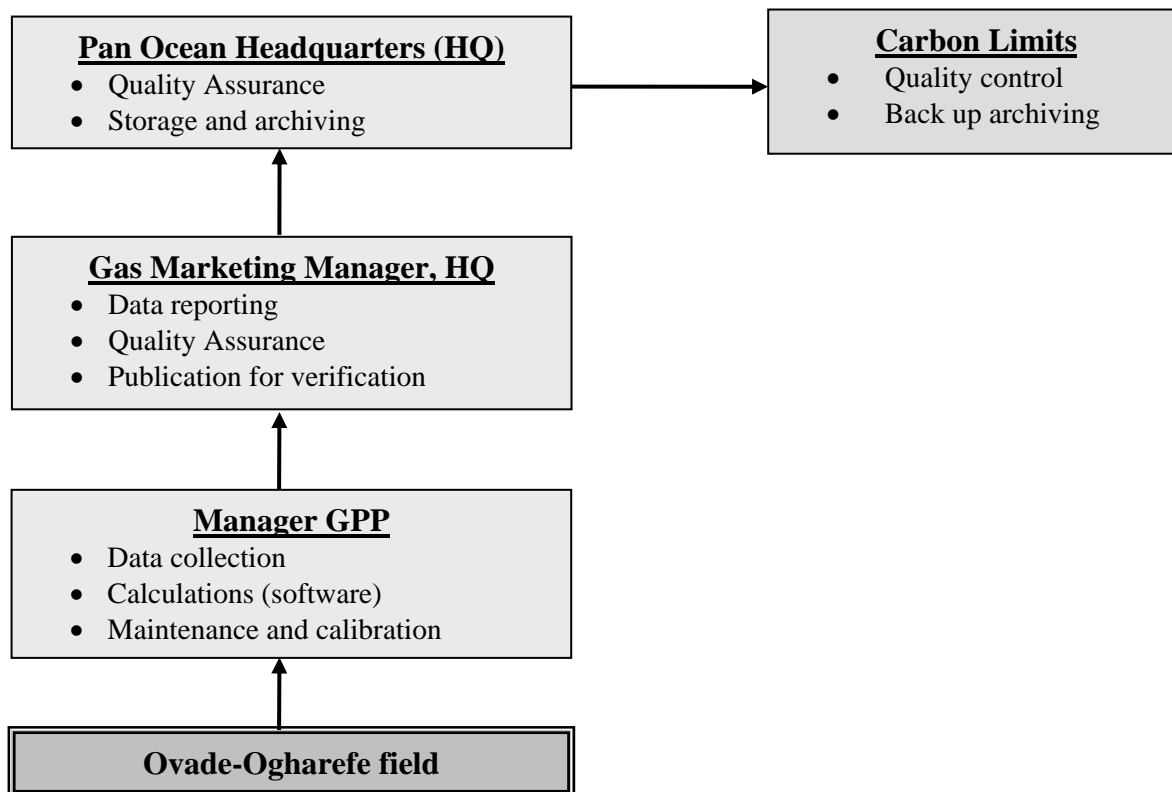 Pan Ocean Headquarters (HQ)
• Quality Assurance
• Storage and archiving
Carbon Limits
• Quality control
• Back up archiving
Gas Marketing Manager, HQ
• Data reporting
• Quality Assurance
• Publication for verification
Manager GPP
• Data collection
• Calculations (software)
• Maintenance and calibration
Ovade-Ogharefe field